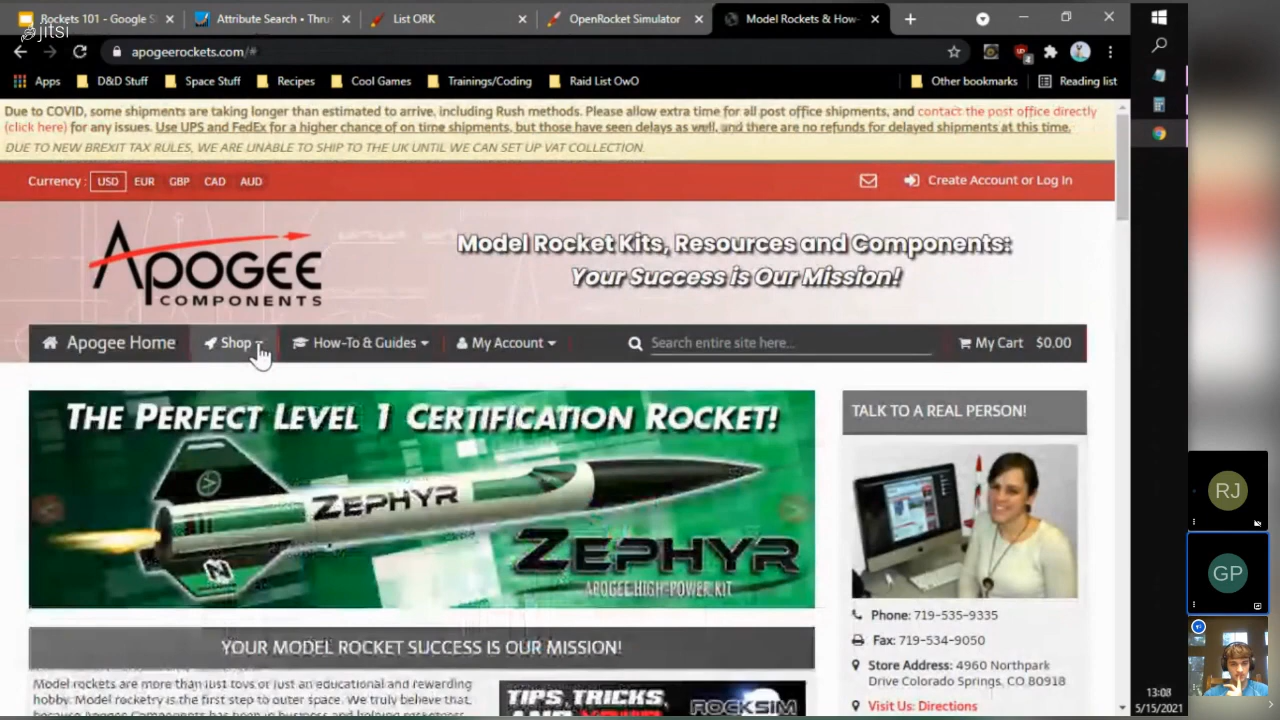 Rockets 101 - Google S
Attribute Search • Thru
List ORK
OpenRocket Simulator
Model Rockets & How-
jitsi
apogeerockets.com/#
Apps
D&D Stuff
Space Stuff
Recipes
Cool Games
Trainings/Coding
Raid List OwO
Other bookmarks
Reading list
Due to COVID, some shipments are taking longer than estimated to arrive, including Rush methods. Please allow extra time for all post office shipments, and contact the post office directly
(click here) for any issues. Use UPS and FedEx for a higher chance of on time shipments, but those have seen delays as well, and there are no refunds for delayed shipments at this time.
DUE TO NEW BREXIT TAX RULES, WE ARE UNABLE TO SHIP TO THE UK UNTIL WE CAN SET UP VAT COLLECTION.
Currency : USD EUR GBP CAD AUD
Create Account or Log In
APOGEE
COMPONENTS
Model Rocket Kits, Resources and Components:
Your Success is Our Mission!
Apogee Home
Shop
How-To & Guides
My Account
Search entire site here...
My Cart $0.00
THE PERFECT LEVEL 1 CERTIFICATION ROCKET!
ZEPHYR
ZEPHYR
APOGEE HIGH-POWER KIT
TALK TO A REAL PERSON!
Phone: 719-535-9335
Fax: 719-534-9050
Store Address: 4960 Northpark
Drive Colorado Springs, CO 80918
Visit Us: Directions
YOUR MODEL ROCKET SUCCESS IS OUR MISSION!
Model rockets are more than just toys or just an educational and rewarding
hobby. Model rocketry is the first step to outer space. We truly believe that,
TIPS, TRICKS,
ROCKSIM
RJ
GP
13:08
5/15/2021